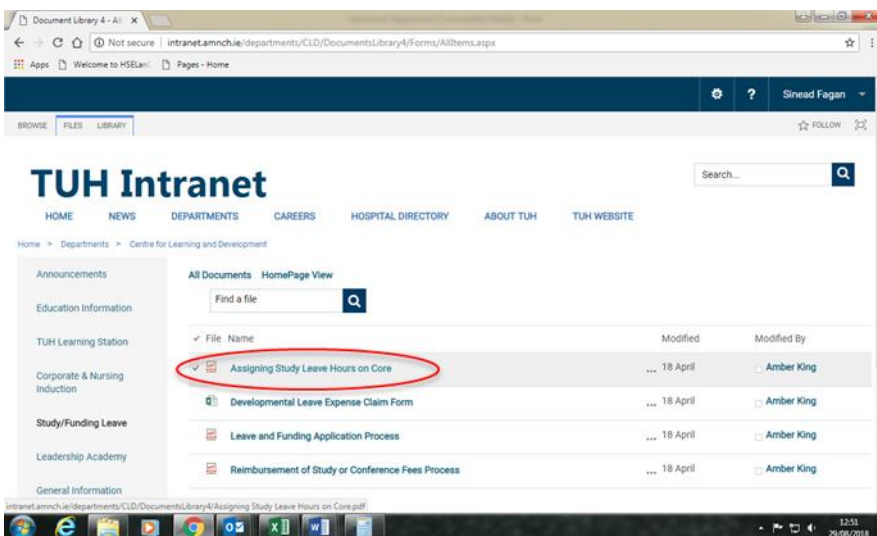 Document Library 4 - All
Not secure | intranet.amnch.ie/departments/CLD/DocumentsLibrary4/Forms/AllItems.aspx
Apps Welcome to HSELanD Pages - Home
? Sinead Fagan
BROWSE FILES LIBRARY FOLLOW
TUH Intranet
Search...
HOME NEWS DEPARTMENTS CAREERS HOSPITAL DIRECTORY ABOUT TUH TUH WEBSITE
Home > Departments > Centre for Learning and Development
Announcements
Education Information
TUH Learning Station
Corporate & Nursing
Induction
Study/Funding Leave
Leadership Academy
General Information
All Documents HomePage View
Find a file
File Name Modified Modified By
Assigning Study Leave Hours on Core ... 18 April Amber King
Developmental Leave Expense Claim Form ... 18 April Amber King
Leave and Funding Application Process ... 18 April Amber King
Reimbursement of Study or Conference Fees Process ... 18 April Amber King
intranet.amnch.ie/departments/CLD/DocumentsLibrary4/Assigning Study Leave Hours on Core.pdf
12:51
29/08/2018